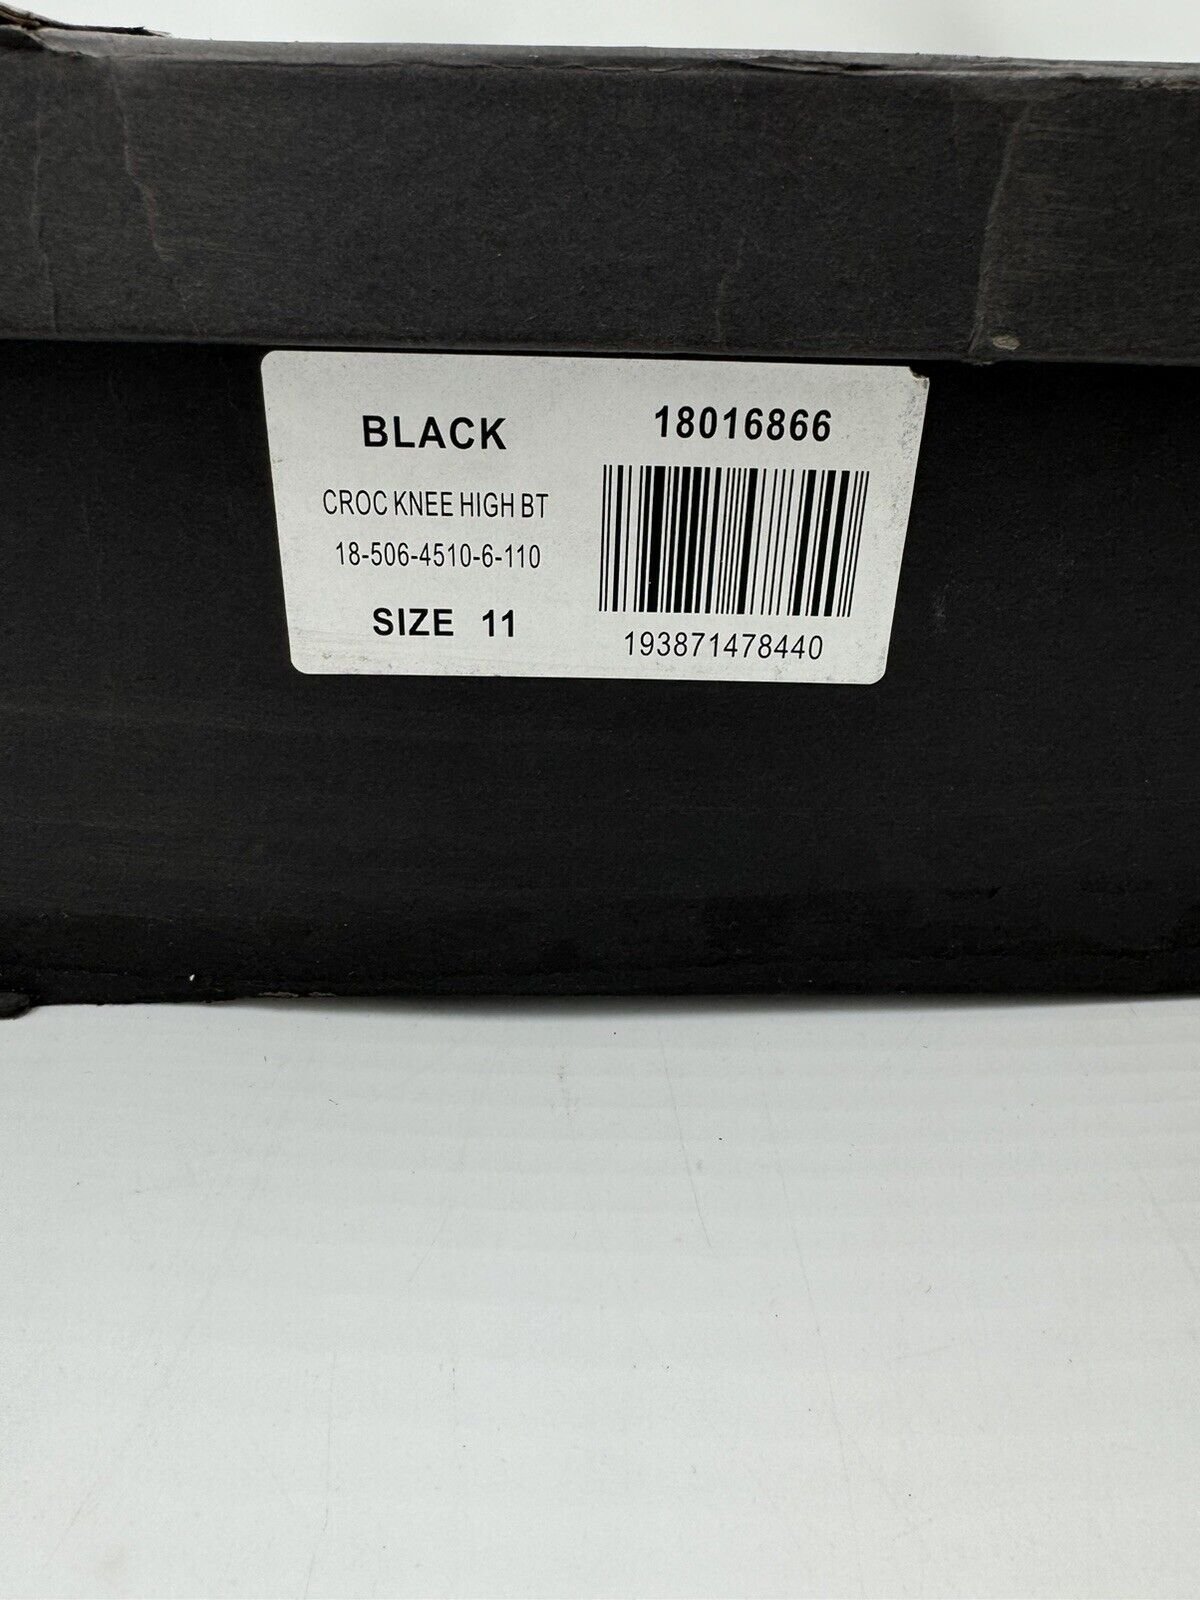 BLACK
CROC KNEE HIGH BT
18-506-4510-6-110
SIZE 11
18016866
193871478440